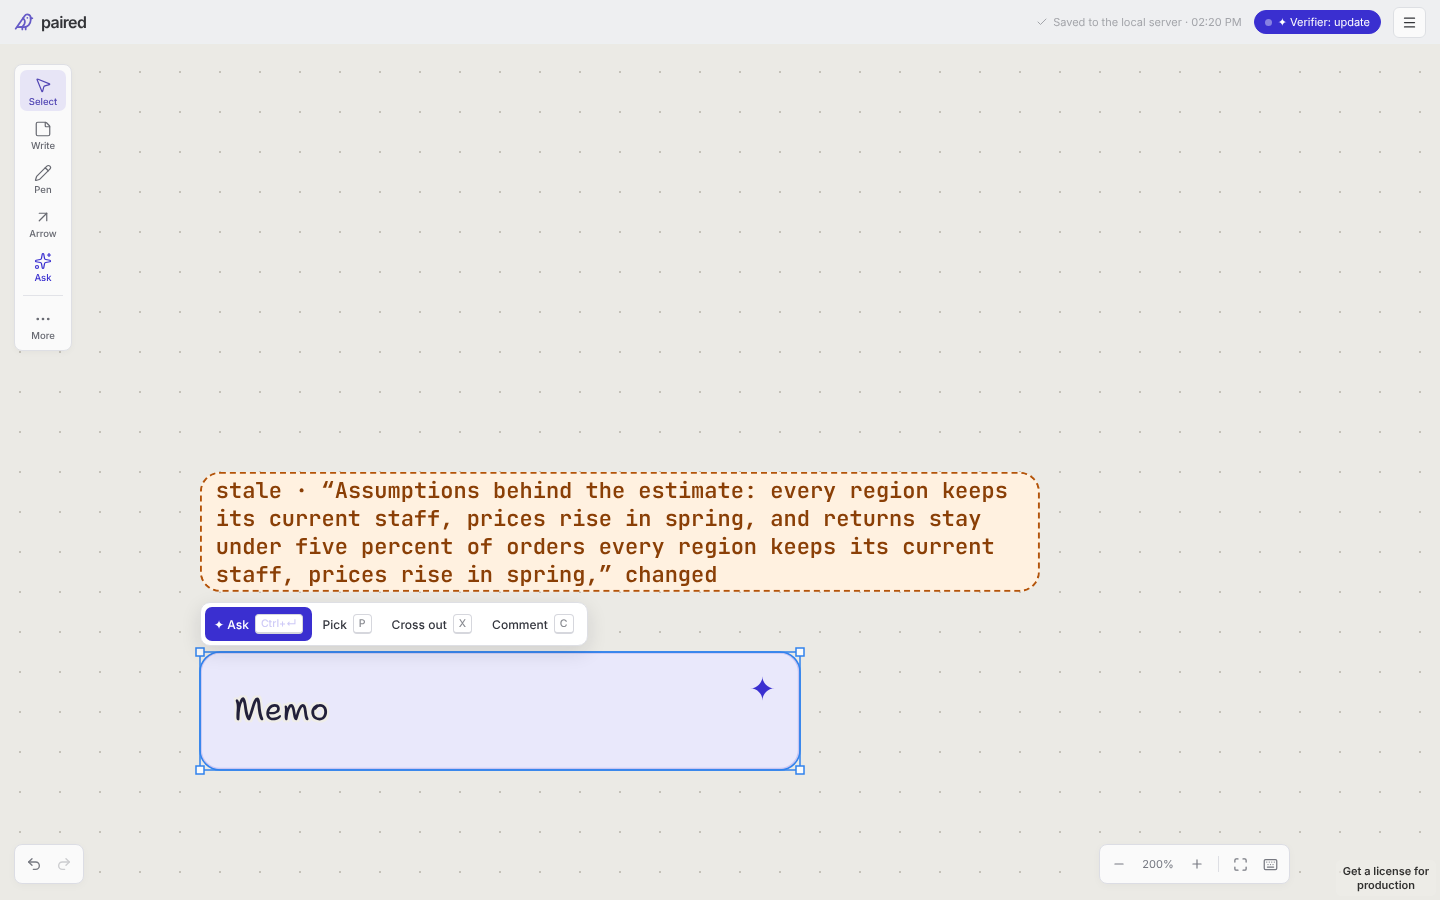 paired
Saved to the local server · 02:20 PM
✦ Verifier: update
Select
Write
Pen
Arrow
Ask
More
stale · “Assumptions behind the estimate: every region keeps
its current staff, prices rise in spring, and returns stay
under five percent of orders every region keeps its current
staff, prices rise in spring,” changed
✦ Ask Ctrl+↵ Pick P Cross out X Comment C
Memo
200%
Get a license for
production